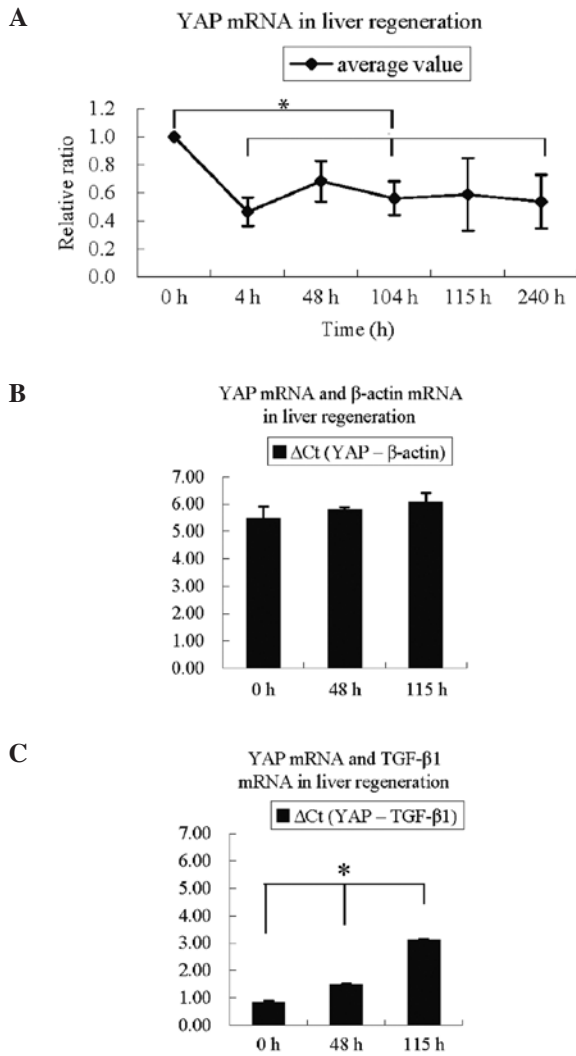 A
YAP mRNA in liver regeneration
average value
*
1.2
1.0
0.8
0.6
0.4
0.2
0.0
Relative ratio
0 h 4 h 48 h 104 h 115 h 240 h
Time (h)
B
YAP mRNA and β-actin mRNA
in liver regeneration
ΔCt (YAP – β-actin)
7.00
6.00
5.00
4.00
3.00
2.00
1.00
0.00
0 h 48 h 115 h
C
YAP mRNA and TGF-β1
mRNA in liver regeneration
ΔCt (YAP – TGF-β1)
*
7.00
6.00
5.00
4.00
3.00
2.00
1.00
0.00
0 h 48 h 115 h